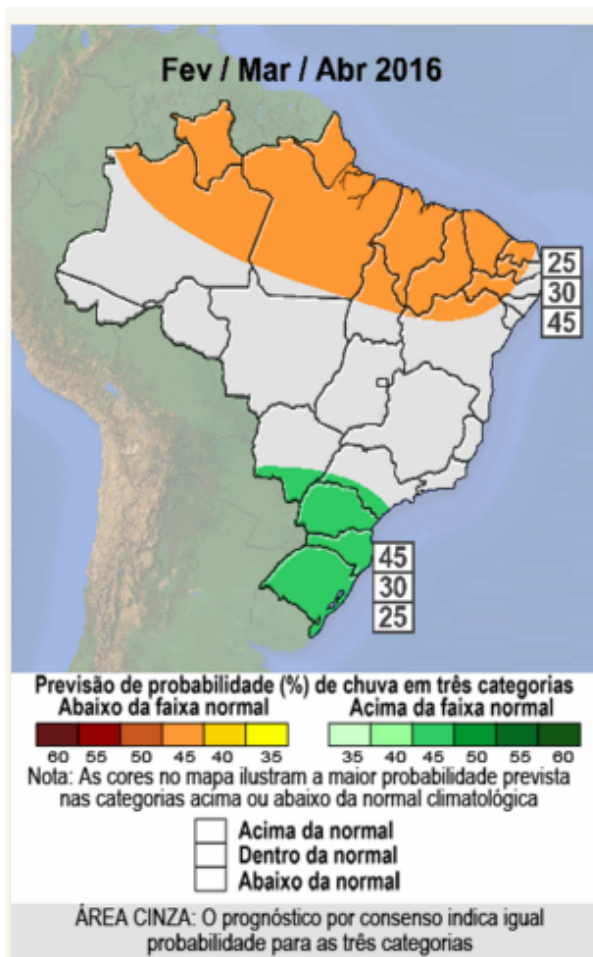 Fev / Mar / Abr 2016
25
30
45
45
30
25
Previsão de probabilidade (%) de chuva em três categorias
Abaixo da faixa normal Acima da faixa normal
60 55 50 45 40 35 35 40 45 50 55 60
Nota: As cores no mapa ilustram a maior probabilidade prevista
nas categorias acima ou abaixo da normal climatológica
Acima da normal
Dentro da normal
Abaixo da normal
ÁREA CINZA: O prognóstico por consenso indica igual
probabilidade para as três categorias